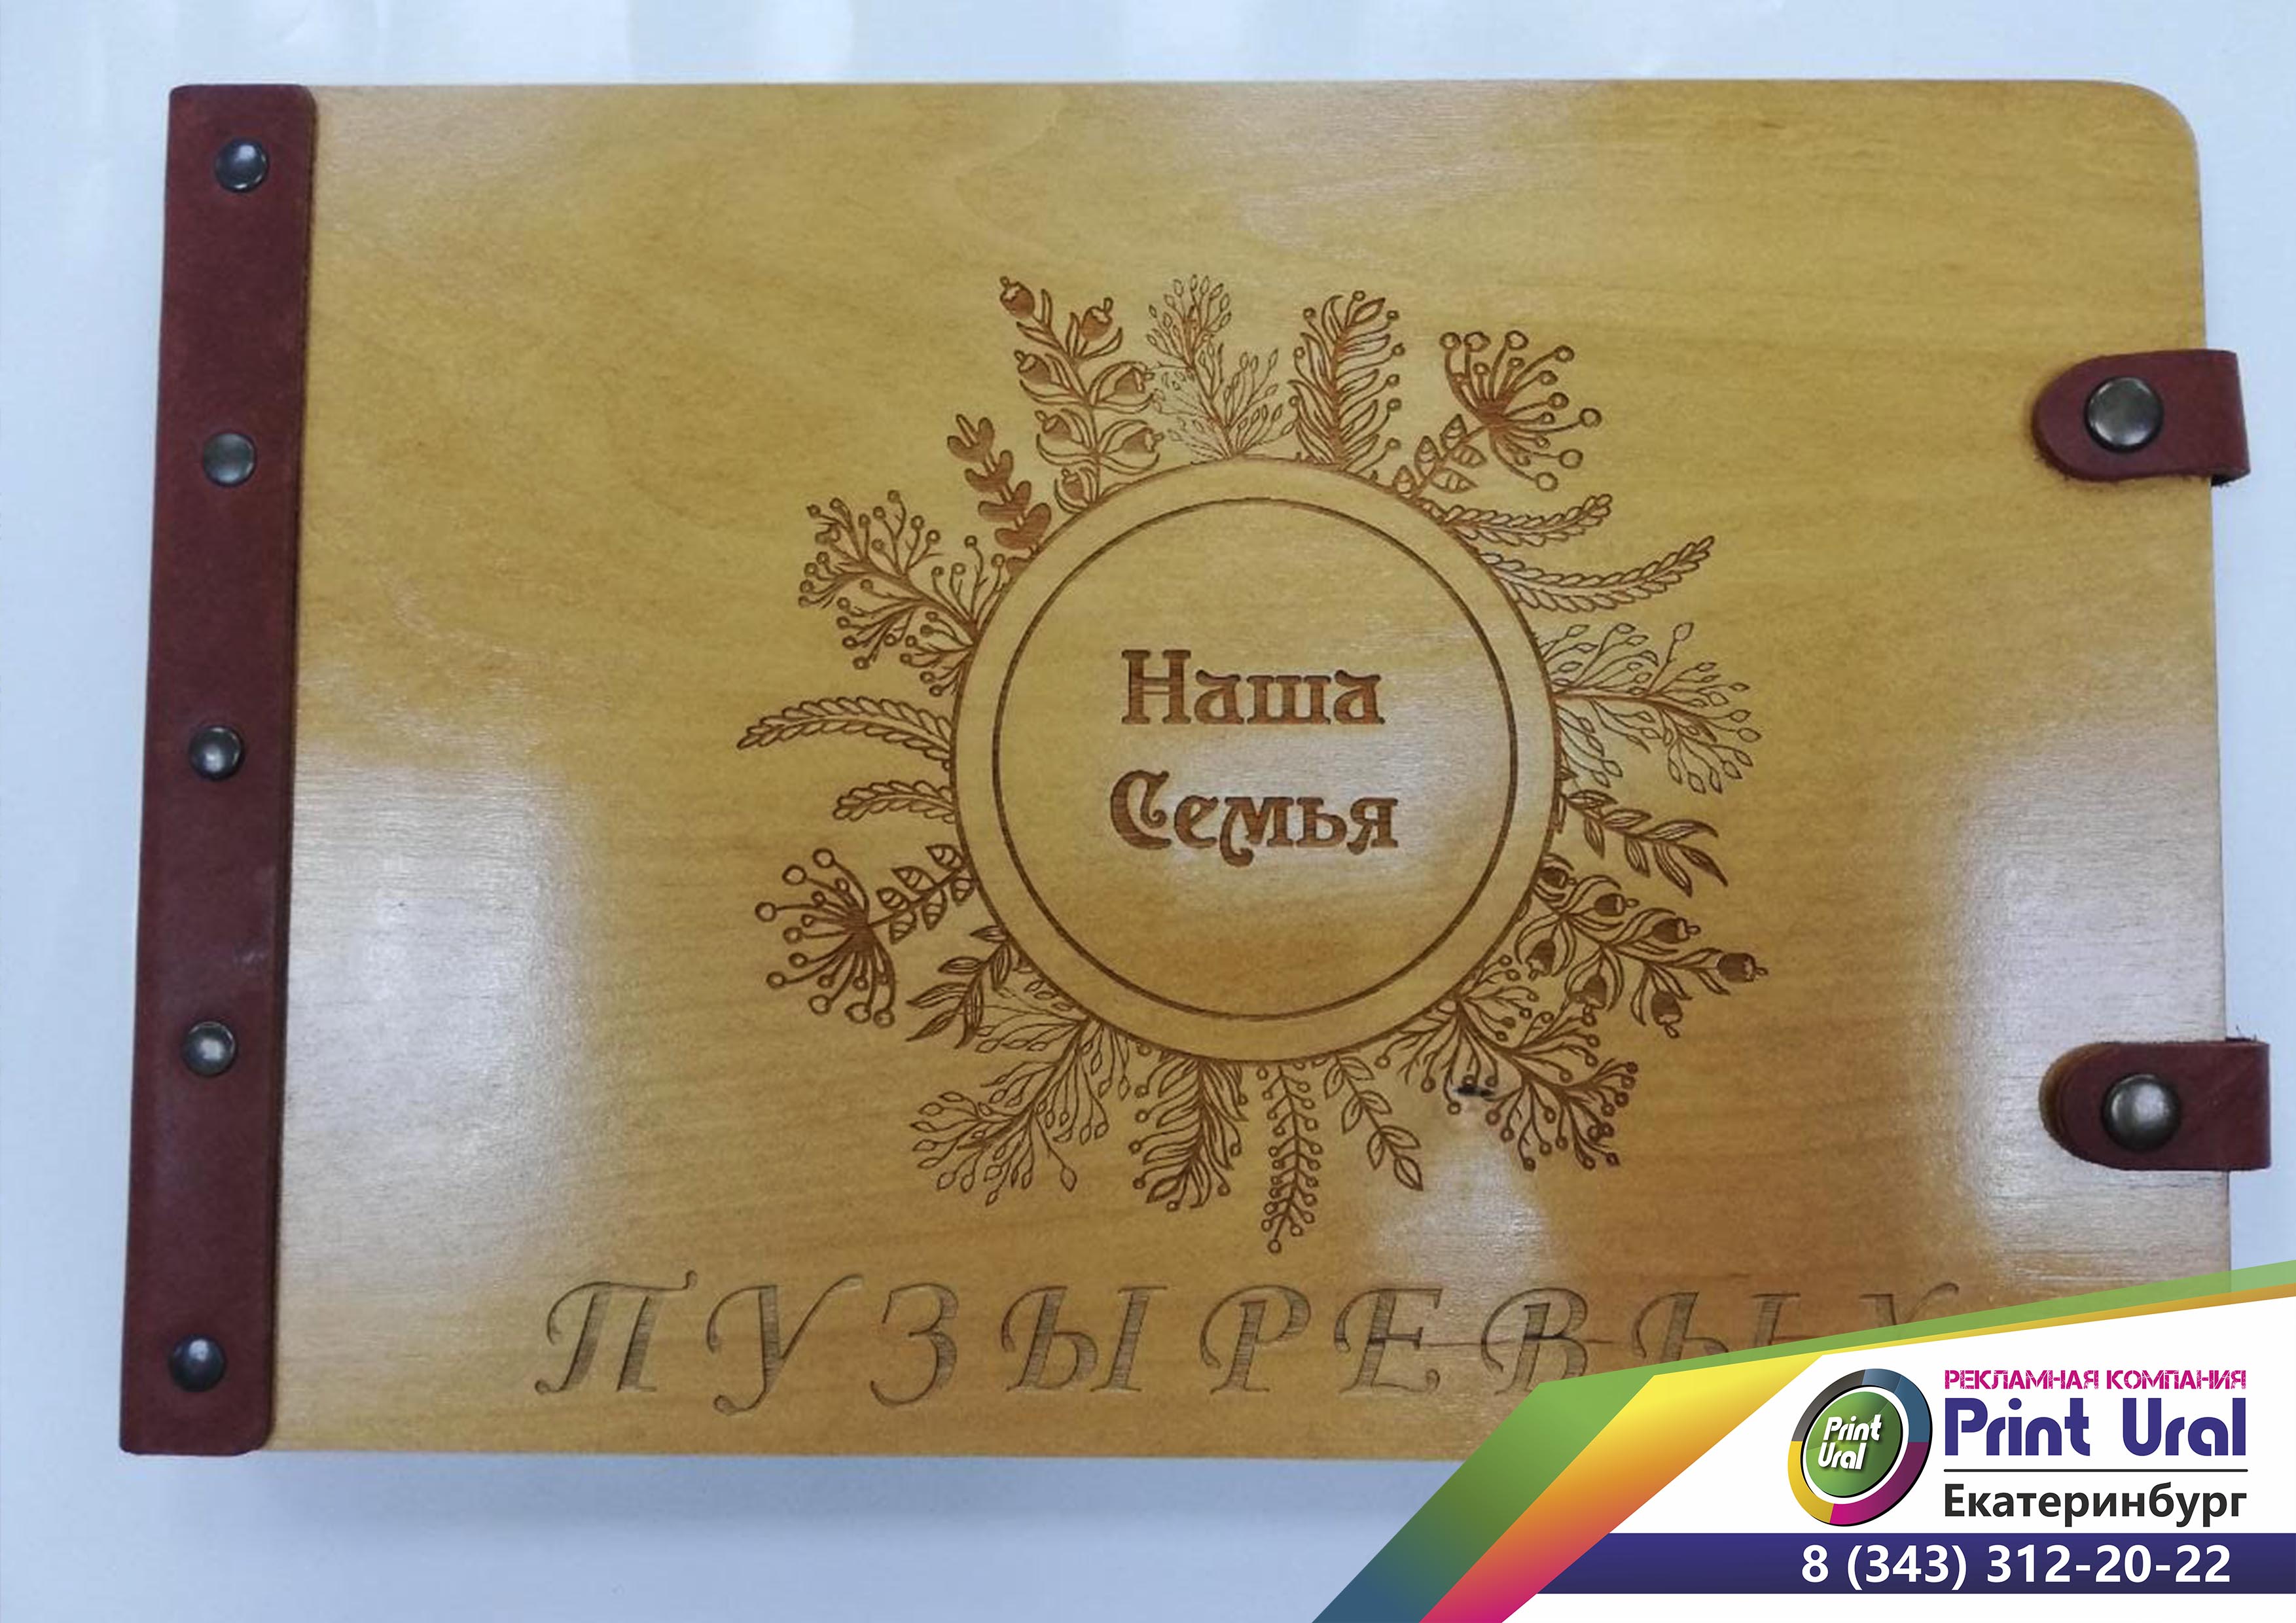 Наша
Семья
ПУЗЫРЕВЫХ
РЕКЛАМНАЯ КОМПАНИЯ
Print Ural
Print
Ural
Екатеринбург
8 (343) 312-20-22